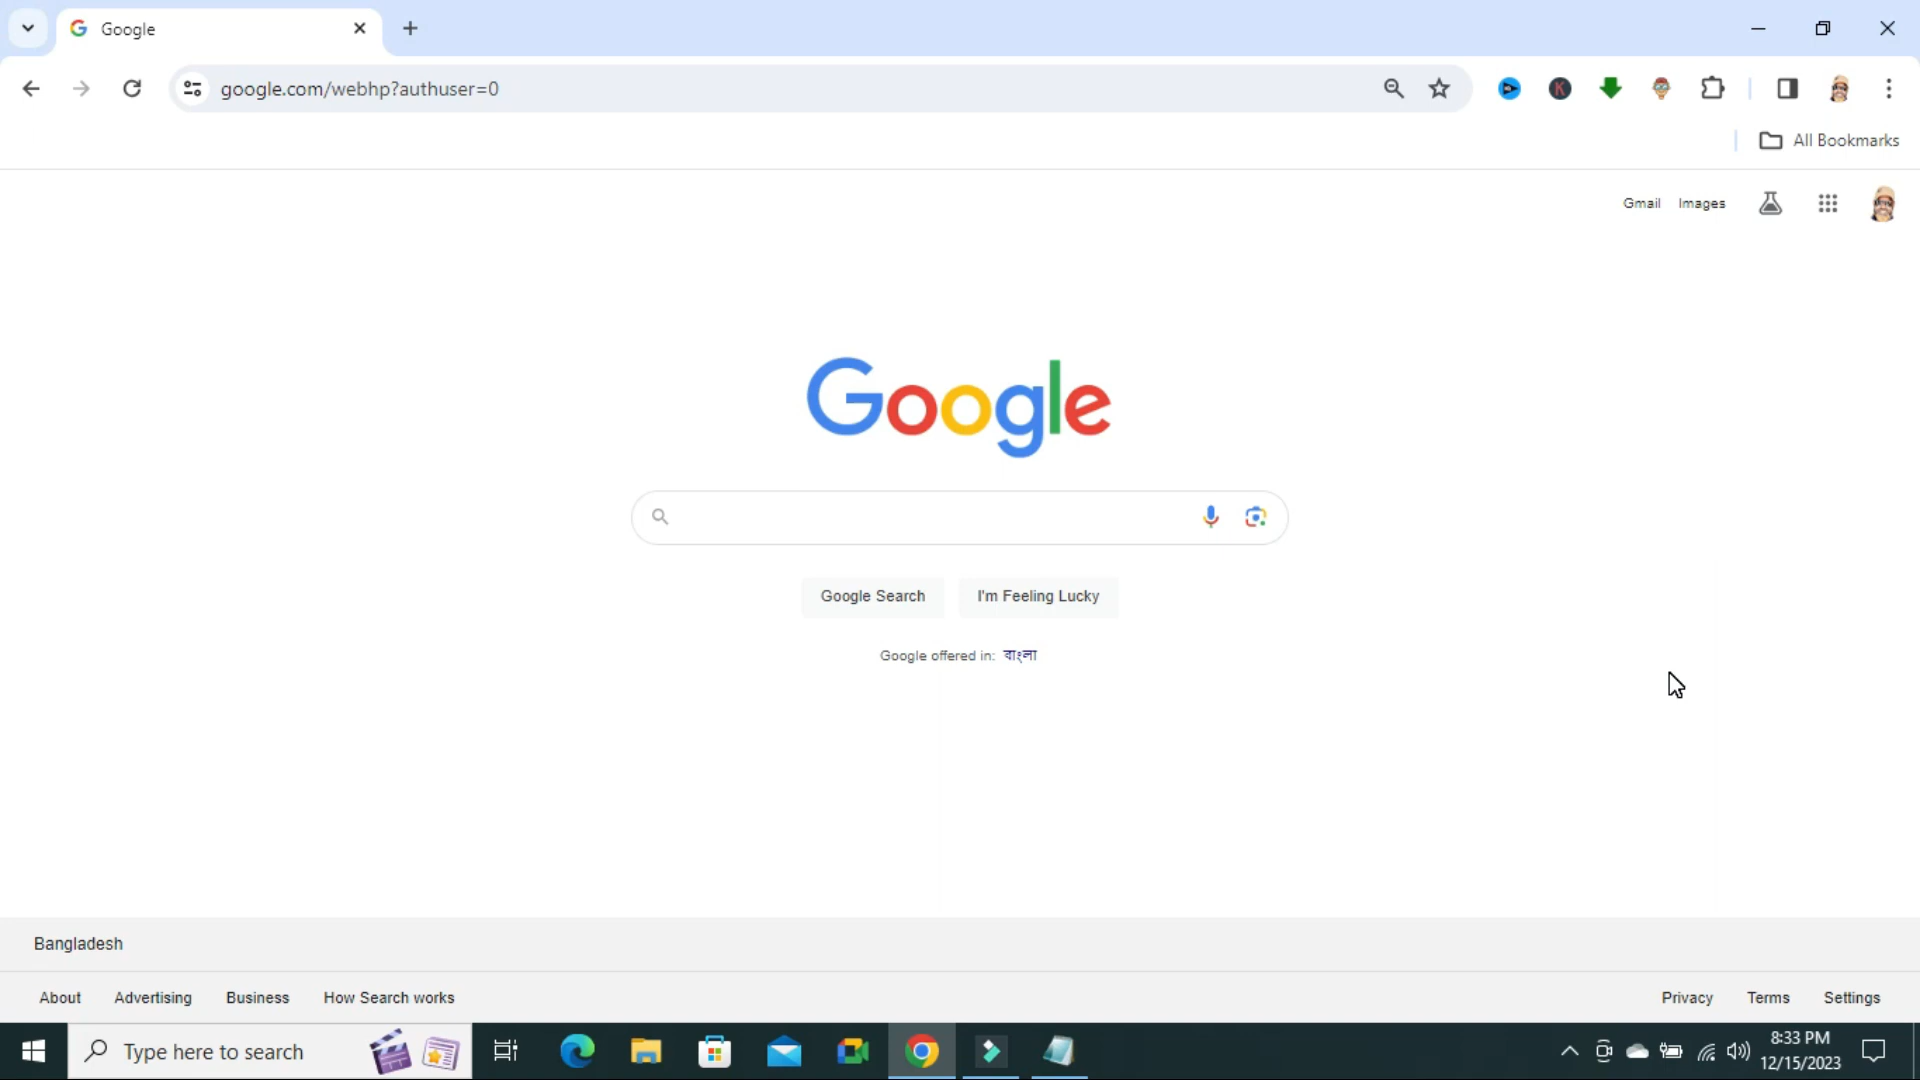 Google
google.com/webhp?authuser=0
All Bookmarks
Gmail Images
Google
Google Search I'm Feeling Lucky
Google offered in: বাংলা
Bangladesh
About Advertising Business How Search works Privacy Terms Settings
Type here to search
8:33 PM
12/15/2023